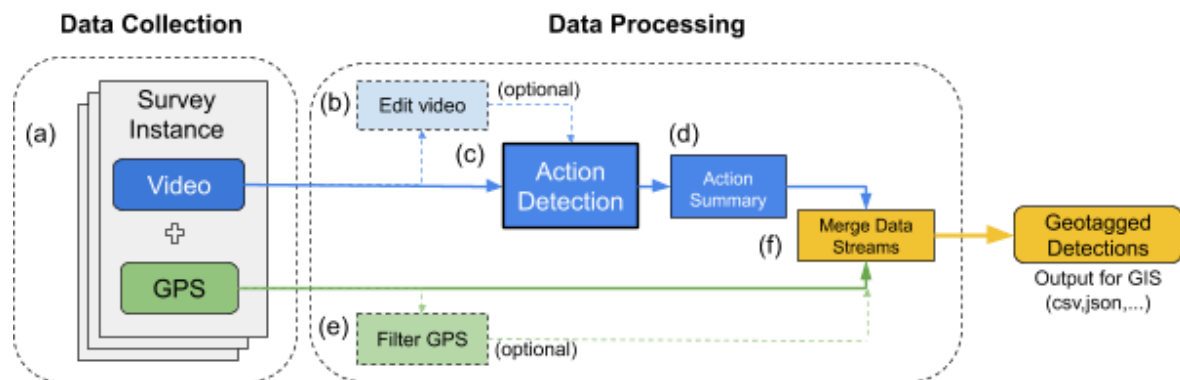 Data Collection
Data Processing
(a)
Survey
Instance
Video
GPS
(b)
Edit video
(optional)
(c)
Action
Detection
(d)
Action
Summary
(e)
Filter GPS
(optional)
(f)
Merge Data
Streams
Geotagged
Detections
Output for GIS
(csv,json,...)